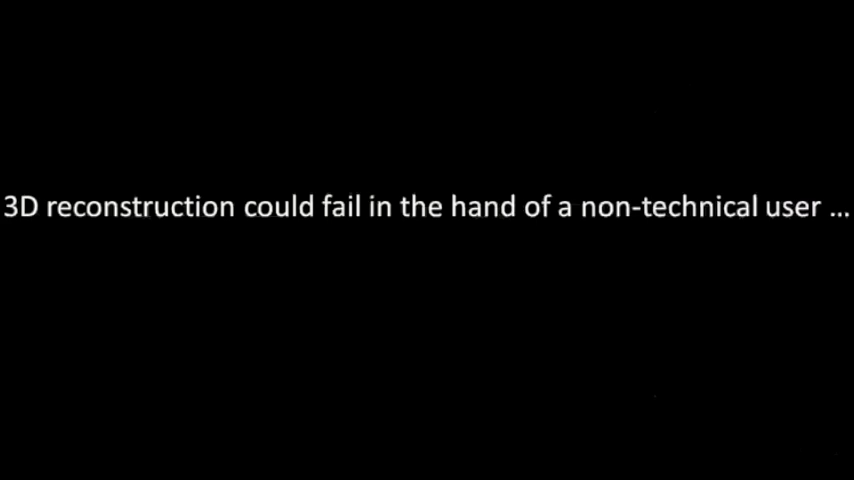 3D reconstruction could fail in the hand of a non-technical user ...